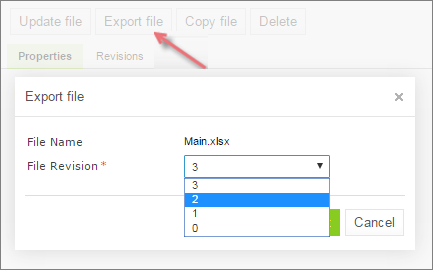 Update file Export file Copy file Delete
Properties Revisions
Export file ×
File Name Main.xlsx
File Revision * 3
3
2
1
0
Cancel